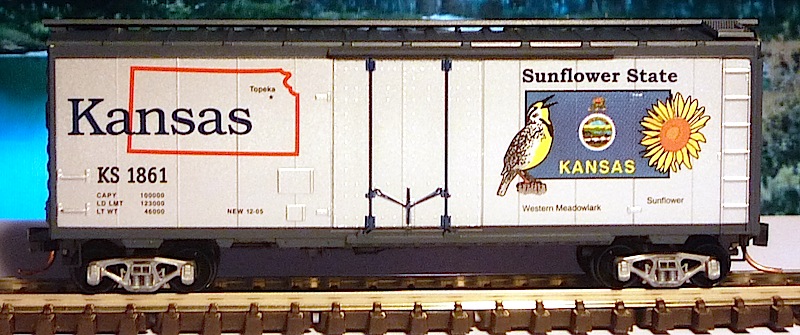 Kansas
Topeka
KS 1861
CAPY 100000
LD LMT 123000
LT WT 46000
NEW 12-05
Sunflower State
KANSAS
Western Meadowlark
Sunflower